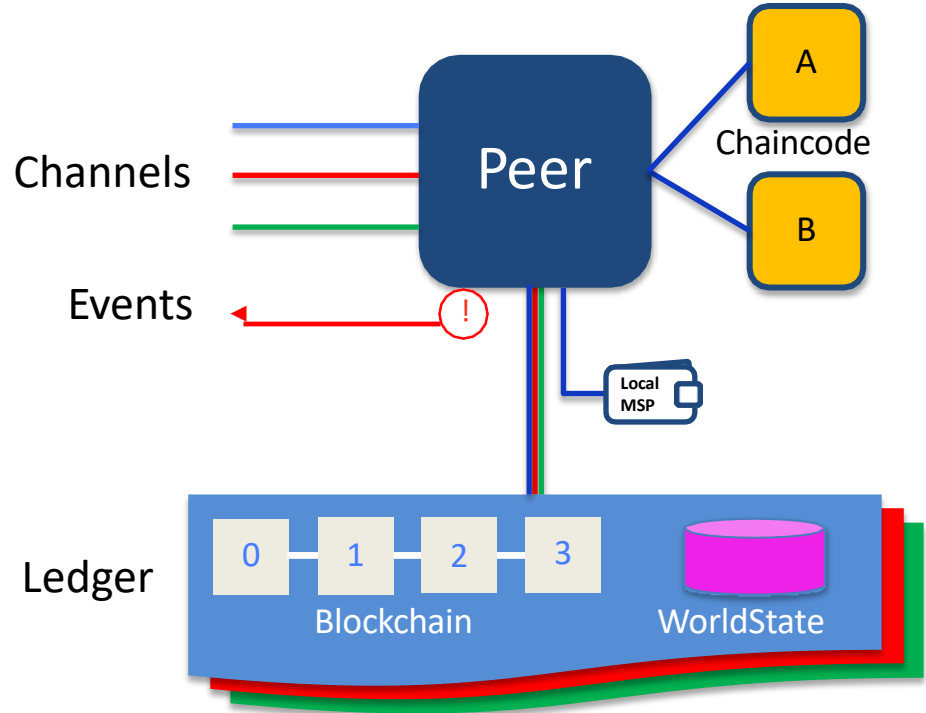 A
Chaincode
B
Peer
Channels
Events
!
Local
MSP
Ledger
0
1
2
3
Blockchain
WorldState